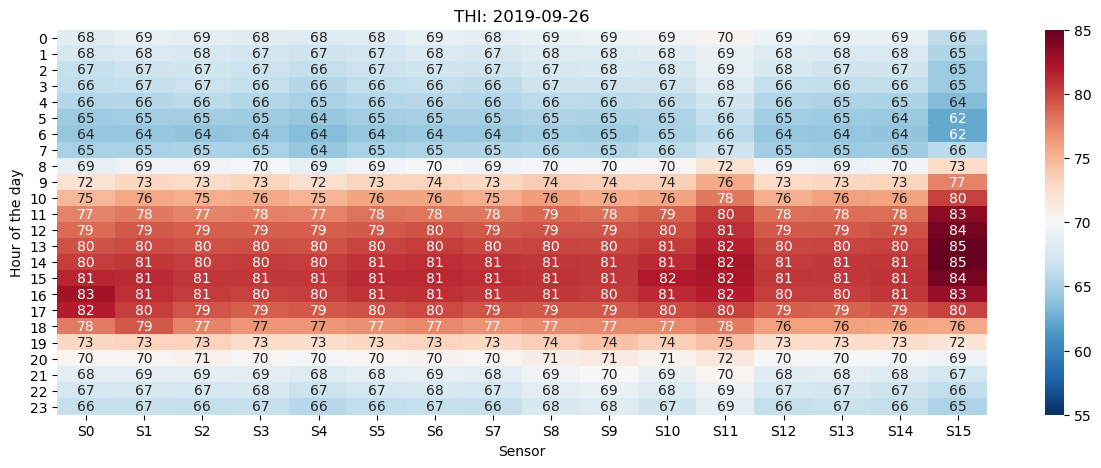 THI: 2019-09-26
Hour of the day
0 68 69 69 68 68 68 69 68 69 69 69 70 69 69 69 66
1 68 68 68 67 67 67 68 67 68 68 68 69 68 68 68 65
2 67 67 67 67 66 67 67 67 68 68 68 69 68 67 67 65
3 66 67 67 66 66 66 66 66 67 67 67 68 66 66 66 65
4 66 66 66 66 65 66 66 66 66 66 66 67 66 65 65 64
5 65 65 65 65 64 65 65 65 65 65 65 66 65 65 64 62
6 64 64 64 64 64 64 64 64 65 65 65 66 64 64 64 62
7 65 65 65 65 64 65 65 65 66 65 66 67 65 65 65 66
8 69 69 69 70 69 69 70 69 70 70 70 72 69 69 70 73
9 72 73 73 73 72 73 74 73 74 74 74 76 73 73 73 77
10 75 76 75 76 75 76 76 75 76 76 76 78 76 76 76 80
11 77 78 77 78 77 78 78 78 79 78 79 80 78 78 78 83
12 79 79 79 79 79 79 80 79 79 79 80 81 79 79 79 84
13 80 80 80 80 80 80 81 80 80 80 81 82 80 80 80 85
14 80 81 80 80 80 81 81 81 81 81 81 82 81 81 81 85
15 81 81 81 81 81 81 81 81 81 81 82 82 81 81 81 84
16 83 81 81 80 80 81 81 81 81 80 81 82 80 81 81 83
17 82 80 80 79 79 80 80 79 79 79 80 80 79 79 79 80
18 78 79 77 77 77 77 77 77 77 77 77 78 76 76 76 76
19 73 73 73 73 73 73 73 73 74 74 74 75 73 73 73 72
20 70 70 71 70 70 70 70 70 71 71 71 72 70 70 70 69
21 68 69 69 69 68 68 69 68 69 70 69 70 68 68 68 67
22 67 67 67 68 67 67 68 67 68 69 68 69 67 68 67 66
23 66 67 66 67 66 66 67 66 68 68 67 69 66 67 66 65
S0 S1 S2 S3 S4 S5 S6 S7 S8 S9 S10 S11 S12 S13 S14 S15
Sensor
85
80
75
70
65
60
55